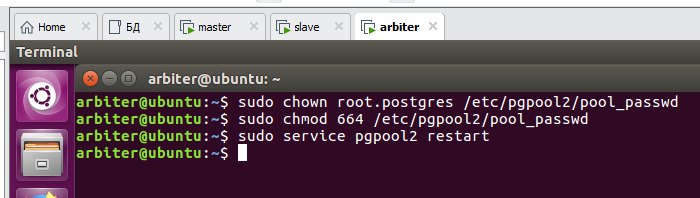 Home БД master slave arbiter
Terminal
arbiter@ubuntu: ~
arbiter@ubuntu:~$ sudo chown root.postgres /etc/pgpool2/pool_passwd
arbiter@ubuntu:~$ sudo chmod 664 /etc/pgpool2/pool_passwd
arbiter@ubuntu:~$ sudo service pgpool2 restart
arbiter@ubuntu:~$